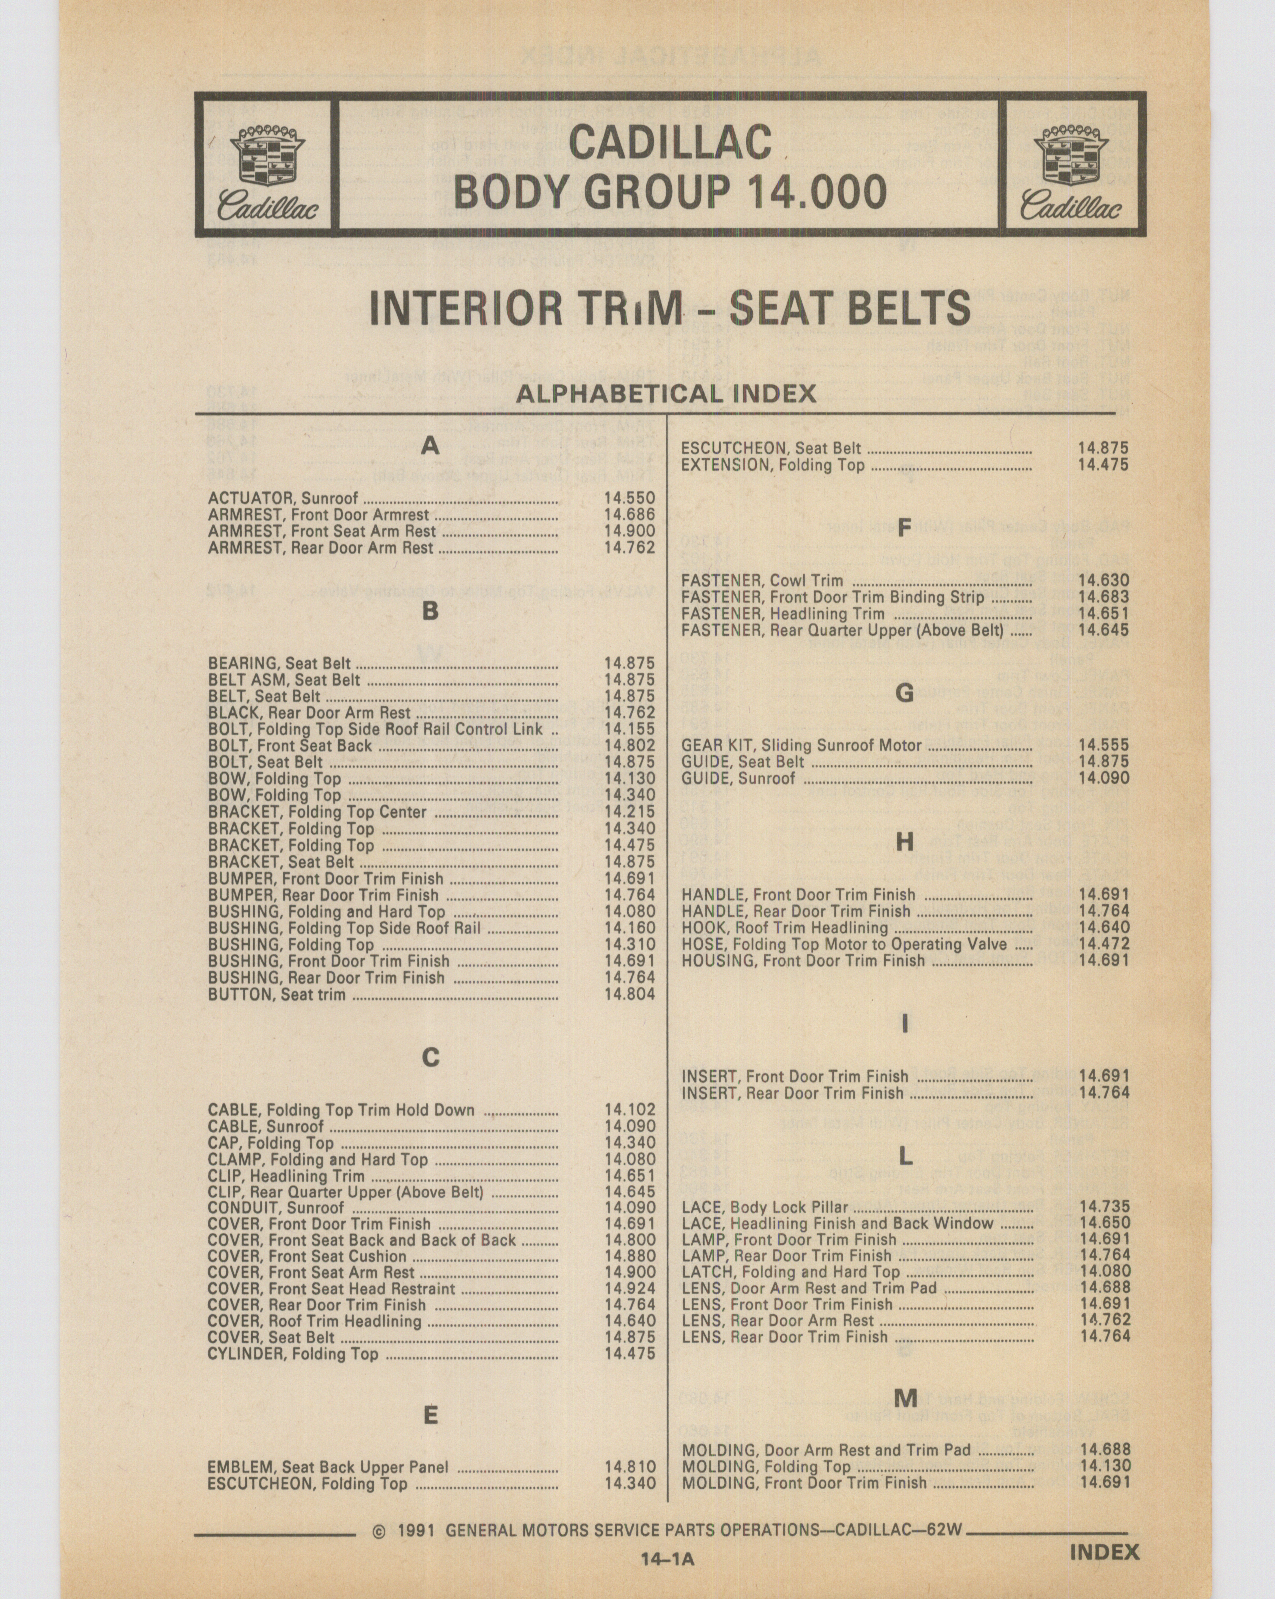 CADILLAC
BODY GROUP 14.000
Cadillac
Cadillac
INTERIOR TRiM – SEAT BELTS
ALPHABETICAL INDEX
A
ACTUATOR, Sunroof ........ 14.550
ARMREST, Front Door Armrest ........ 14.686
ARMREST, Front Seat Arm Rest ........ 14.900
ARMREST, Rear Door Arm Rest ........ 14.762
B
BEARING, Seat Belt ........ 14.875
BELT ASM, Seat Belt ........ 14.875
BELT, Seat Belt ........ 14.875
BLACK, Rear Door Arm Rest ........ 14.762
BOLT, Folding Top Side Roof Rail Control Link .. 14.155
BOLT, Front Seat Back ........ 14.802
BOLT, Seat Belt ........ 14.875
BOW, Folding Top ........ 14.130
BOW, Folding Top ........ 14.340
BRACKET, Folding Top Center ........ 14.215
BRACKET, Folding Top ........ 14.340
BRACKET, Folding Top ........ 14.475
BRACKET, Seat Belt ........ 14.875
BUMPER, Front Door Trim Finish ........ 14.691
BUMPER, Rear Door Trim Finish ........ 14.764
BUSHING, Folding and Hard Top ........ 14.080
BUSHING, Folding Top Side Roof Rail ........ 14.160
BUSHING, Folding Top ........ 14.310
BUSHING, Front Door Trim Finish ........ 14.691
BUSHING, Rear Door Trim Finish ........ 14.764
BUTTON, Seat trim ........ 14.804
C
CABLE, Folding Top Trim Hold Down ........ 14.102
CABLE, Sunroof ........ 14.090
CAP, Folding Top ........ 14.340
CLAMP, Folding and Hard Top ........ 14.080
CLIP, Headlining Trim ........ 14.651
CLIP, Rear Quarter Upper (Above Belt) ........ 14.645
CONDUIT, Sunroof ........ 14.090
COVER, Front Door Trim Finish ........ 14.691
COVER, Front Seat Back and Back of Back ........ 14.800
COVER, Front Seat Cushion ........ 14.880
COVER, Front Seat Arm Rest ........ 14.900
COVER, Front Seat Head Restraint ........ 14.924
COVER, Rear Door Trim Finish ........ 14.764
COVER, Roof Trim Headlining ........ 14.640
COVER, Seat Belt ........ 14.875
CYLINDER, Folding Top ........ 14.475
E
EMBLEM, Seat Back Upper Panel ........ 14.810
ESCUTCHEON, Folding Top ........ 14.340
ESCUTCHEON, Seat Belt ........ 14.875
EXTENSION, Folding Top ........ 14.475
F
FASTENER, Cowl Trim ........ 14.630
FASTENER, Front Door Trim Binding Strip ........ 14.683
FASTENER, Headlining Trim ........ 14.651
FASTENER, Rear Quarter Upper (Above Belt) ...... 14.645
G
GEAR KIT, Sliding Sunroof Motor ........ 14.555
GUIDE, Seat Belt ........ 14.875
GUIDE, Sunroof ........ 14.090
H
HANDLE, Front Door Trim Finish ........ 14.691
HANDLE, Rear Door Trim Finish ........ 14.764
HOOK, Roof Trim Headlining ........ 14.640
HOSE, Folding Top Motor to Operating Valve ..... 14.472
HOUSING, Front Door Trim Finish ........ 14.691
I
INSERT, Front Door Trim Finish ........ 14.691
INSERT, Rear Door Trim Finish ........ 14.764
L
LACE, Body Lock Pillar ........ 14.735
LACE, Headlining Finish and Back Window ........ 14.650
LAMP, Front Door Trim Finish ........ 14.691
LAMP, Rear Door Trim Finish ........ 14.764
LATCH, Folding and Hard Top ........ 14.080
LENS, Door Arm Rest and Trim Pad ........ 14.688
LENS, Front Door Trim Finish ........ 14.691
LENS, Rear Door Arm Rest ........ 14.762
LENS, Rear Door Trim Finish ........ 14.764
M
MOLDING, Door Arm Rest and Trim Pad ........ 14.688
MOLDING, Folding Top ........ 14.130
MOLDING, Front Door Trim Finish ........ 14.691
© 1991 GENERAL MOTORS SERVICE PARTS OPERATIONS—CADILLAC—62W
14–1A
INDEX